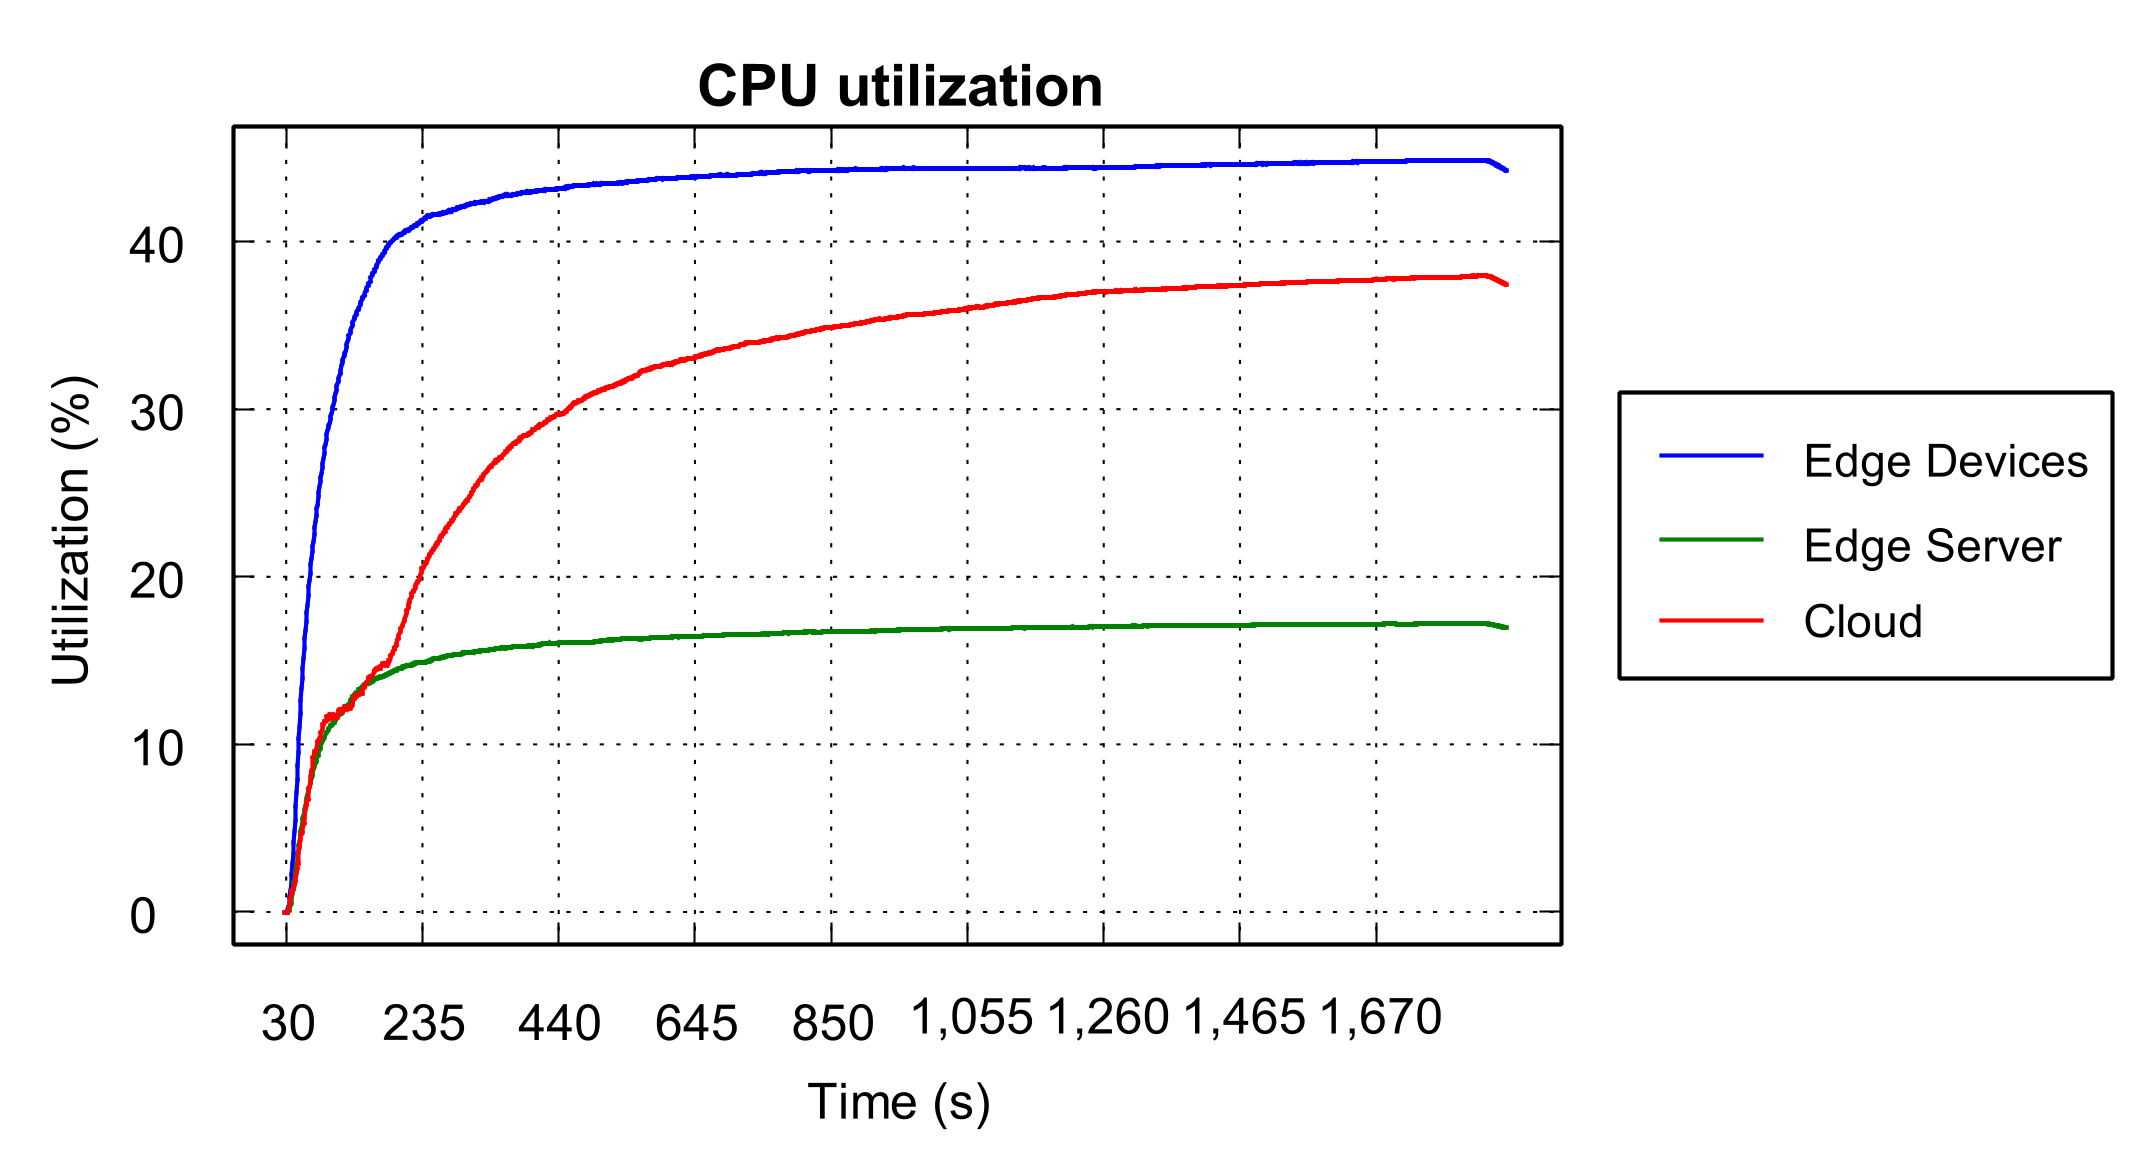 CPU utilization
40
30
20
10
0
Utilization (%)
30 235 440 645 850 1,055 1,260 1,465 1,670
Time (s)
Edge Devices
Edge Server
Cloud